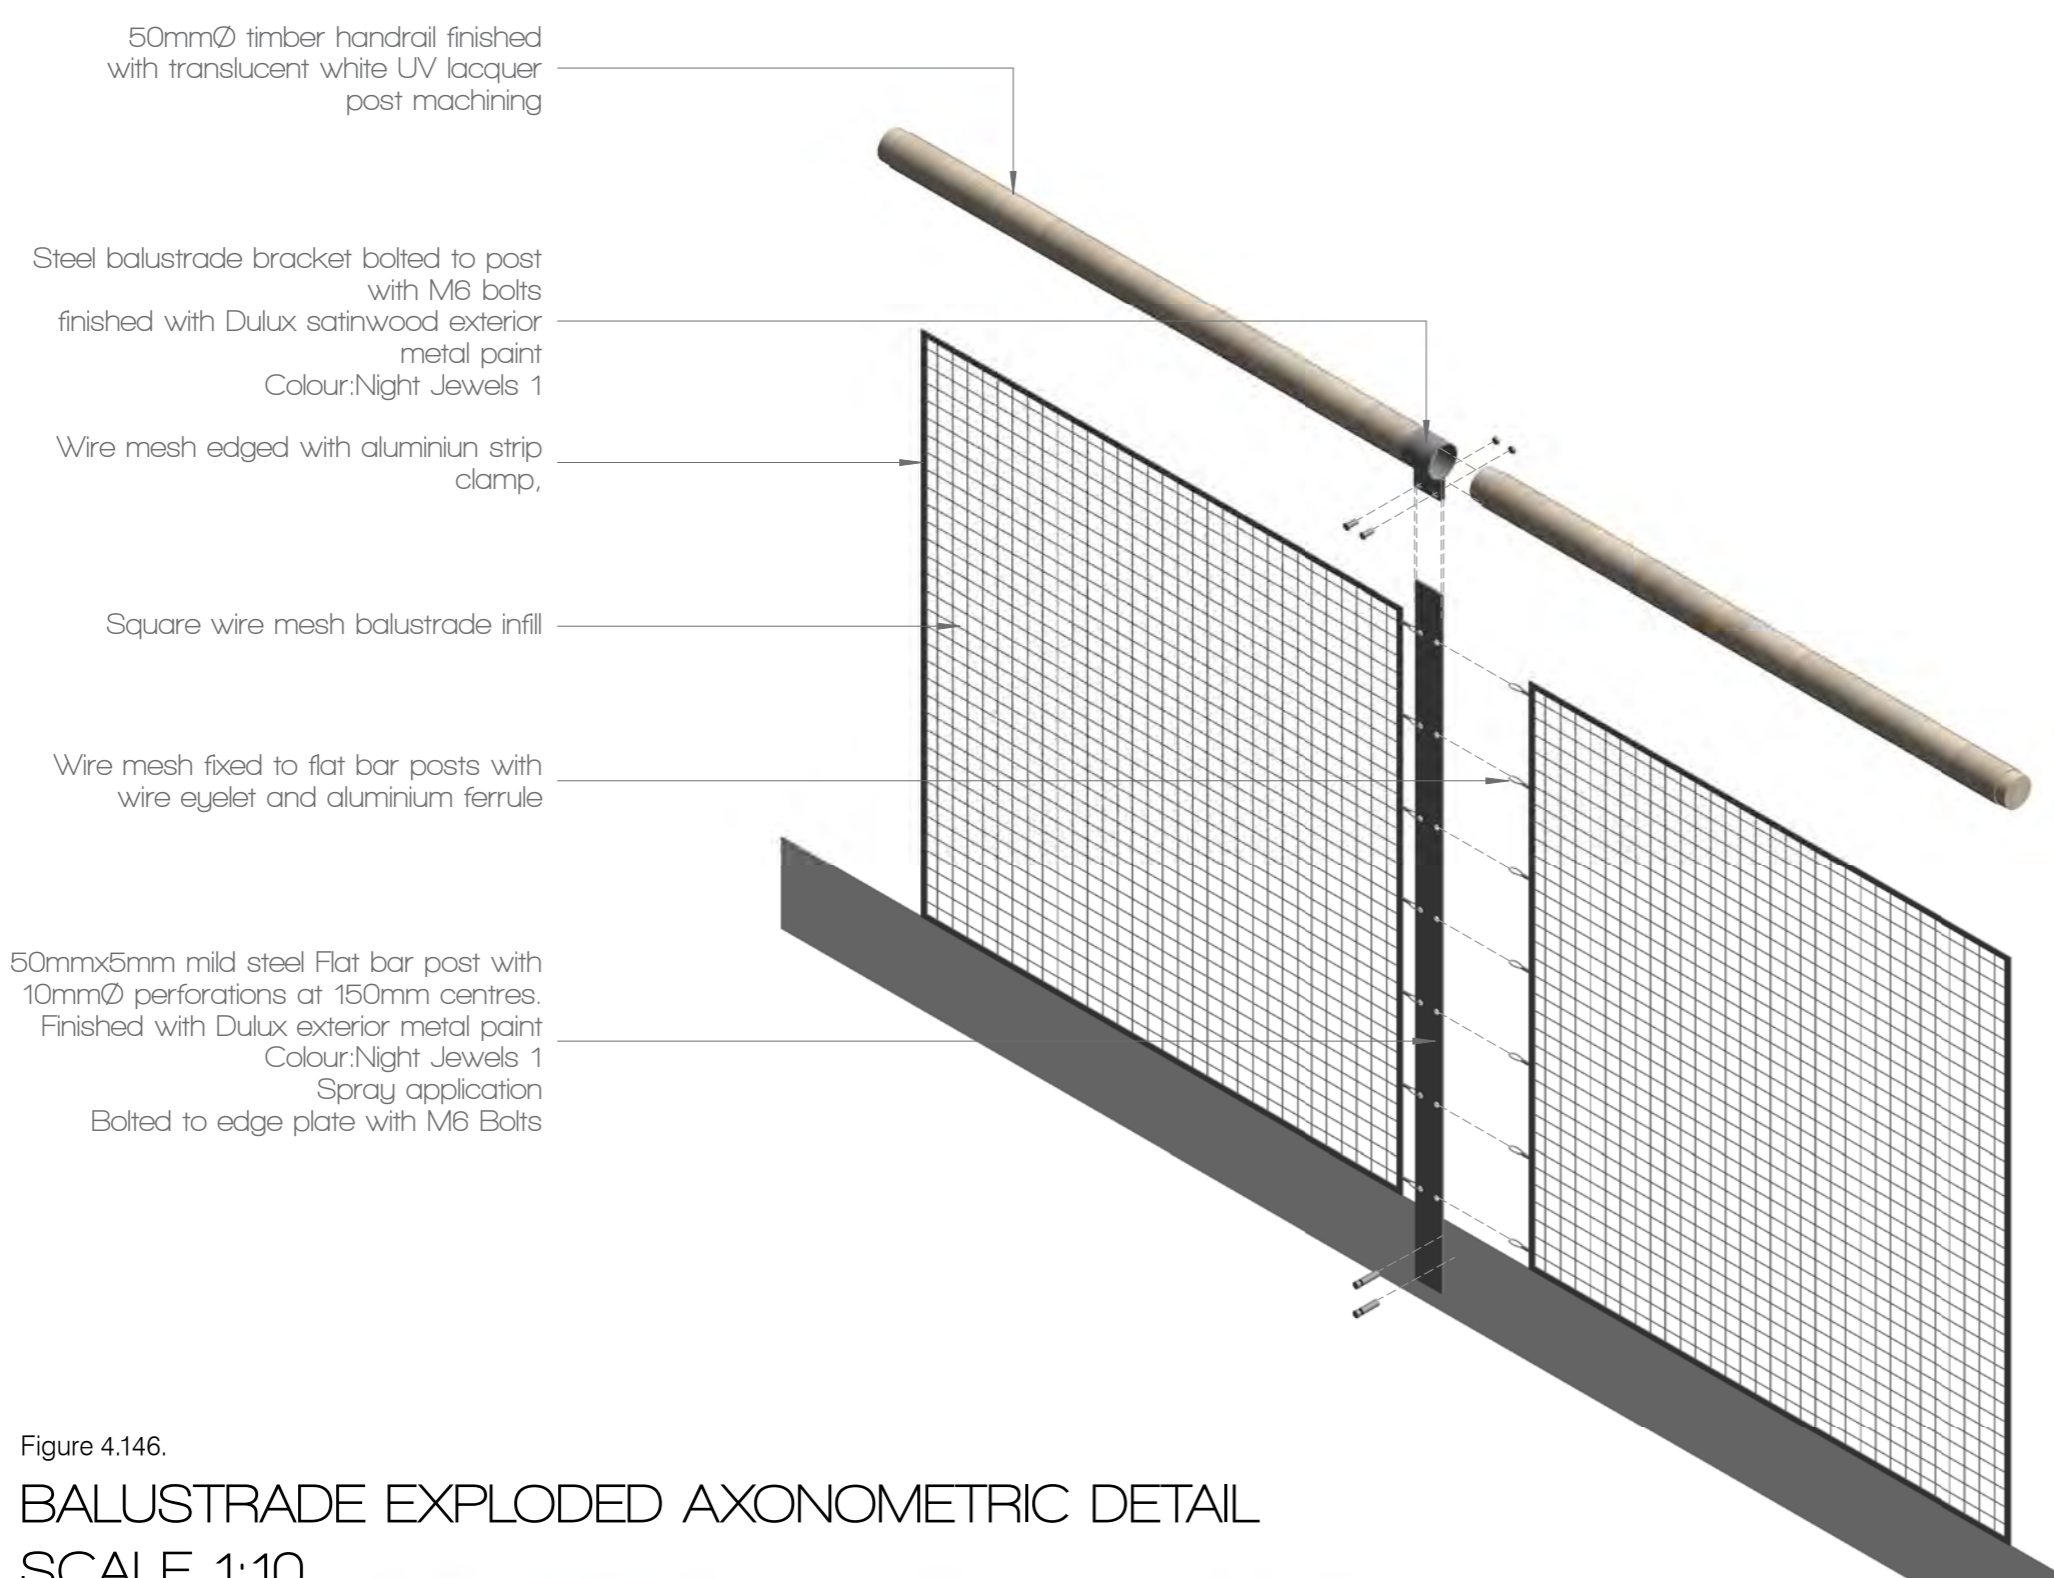 50mmØ timber handrail finished
with translucent white UV lacquer
post machining
Steel balustrade bracket bolted to post
with M6 bolts
finished with Dulux satinwood exterior
metal paint
Colour:Night Jewels 1
Wire mesh edged with aluminiun strip
clamp,
Square wire mesh balustrade infill
Wire mesh fixed to flat bar posts with
wire eyelet and aluminium ferrule
50mmx5mm mild steel Flat bar post with
10mmØ perforations at 150mm centres.
Finished with Dulux exterior metal paint
Colour:Night Jewels 1
Spray application
Bolted to edge plate with M6 Bolts
Figure 4.146.
BALUSTRADE EXPLODED AXONOMETRIC DETAIL
SCALE 1:10